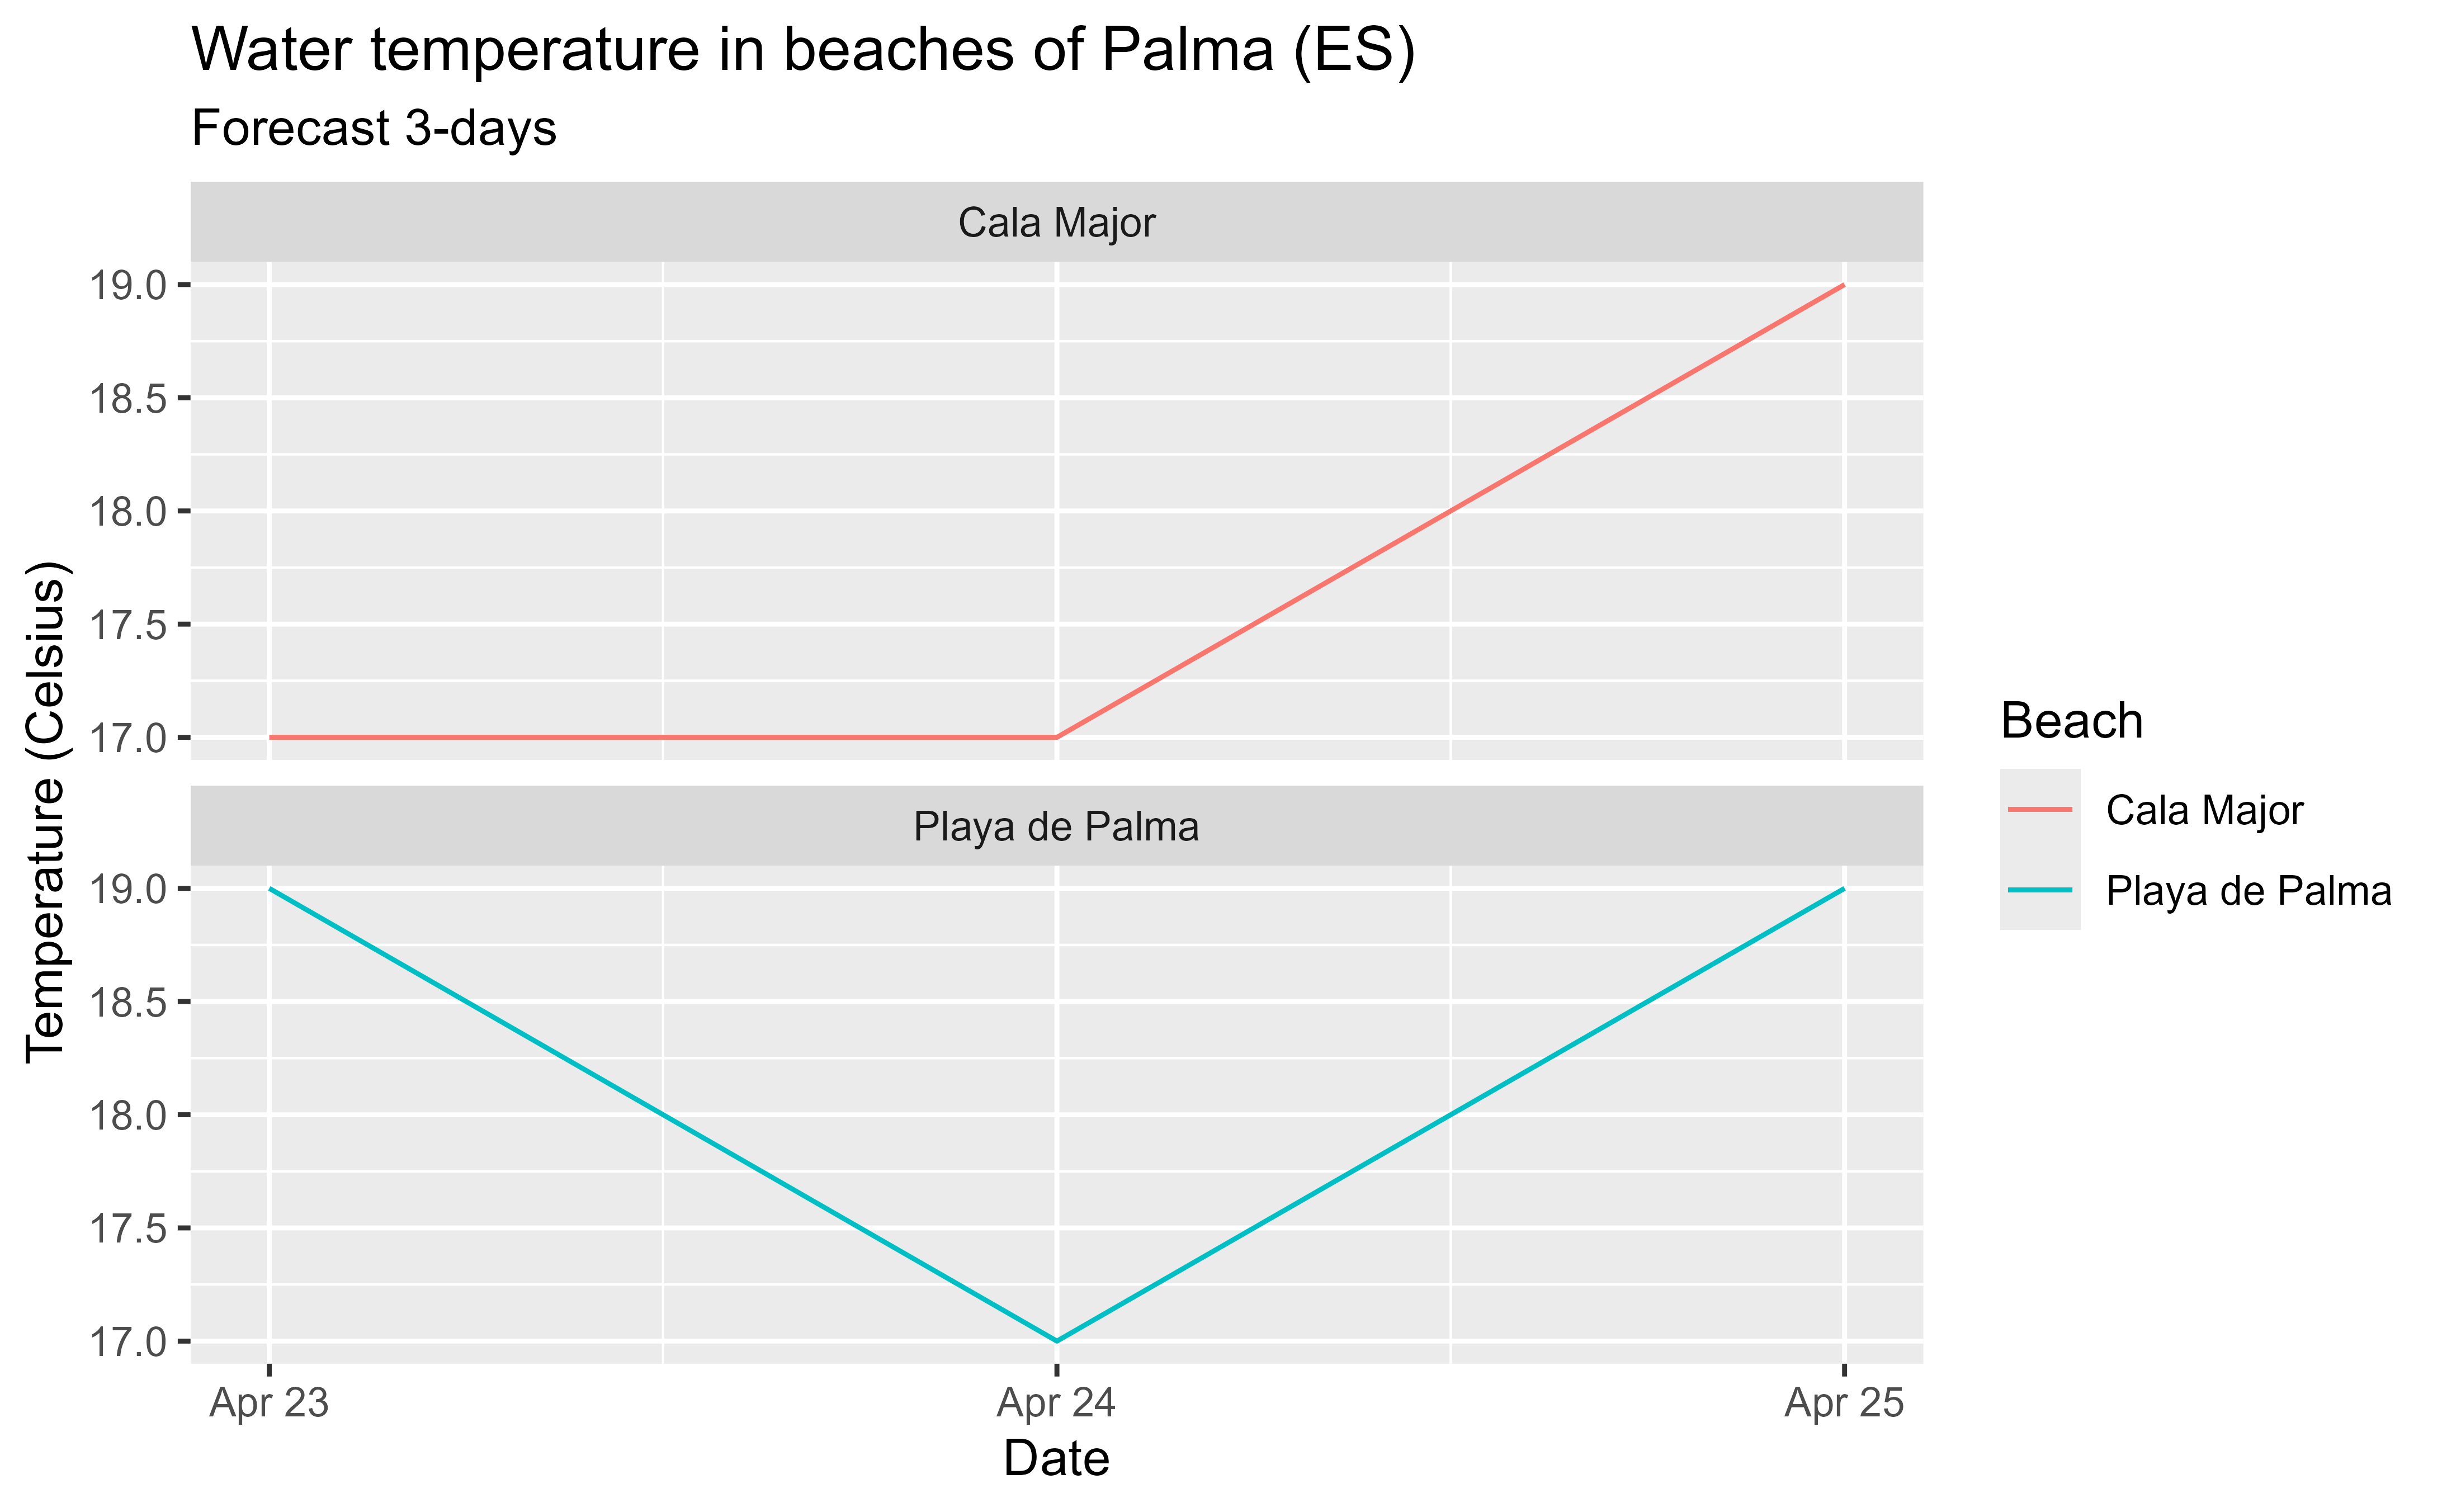 Water temperature in beaches of Palma (ES)
Forecast 3-days
Cala Major
19.0
18.5
18.0
17.5
17.0
Playa de Palma
19.0
18.5
18.0
17.5
17.0
Apr 23
Apr 24
Apr 25
Date
Temperature (Celsius)
Beach
Cala Major
Playa de Palma